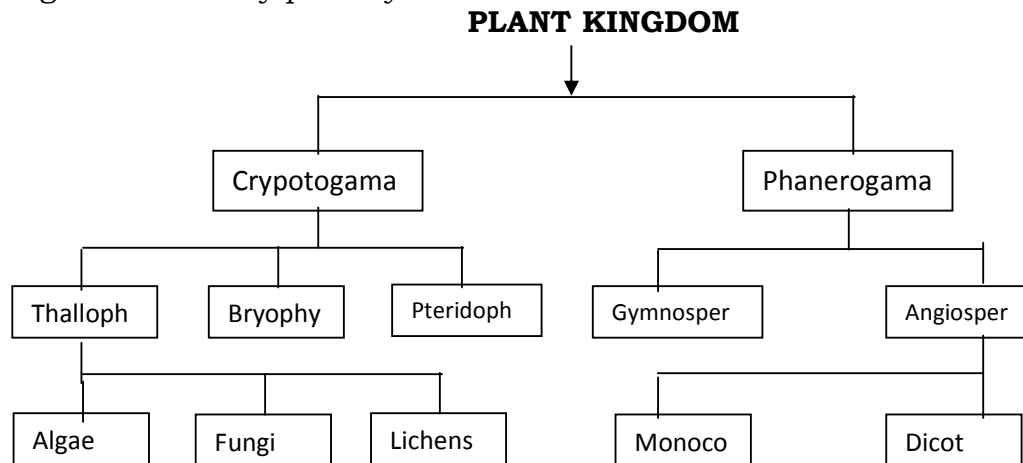 PLANT KINGDOM
Crypotogama Phanerogama
Thalloph Bryophy Pteridoph Gymnosper Angiosper
Algae Fungi Lichens Monoco Dicot